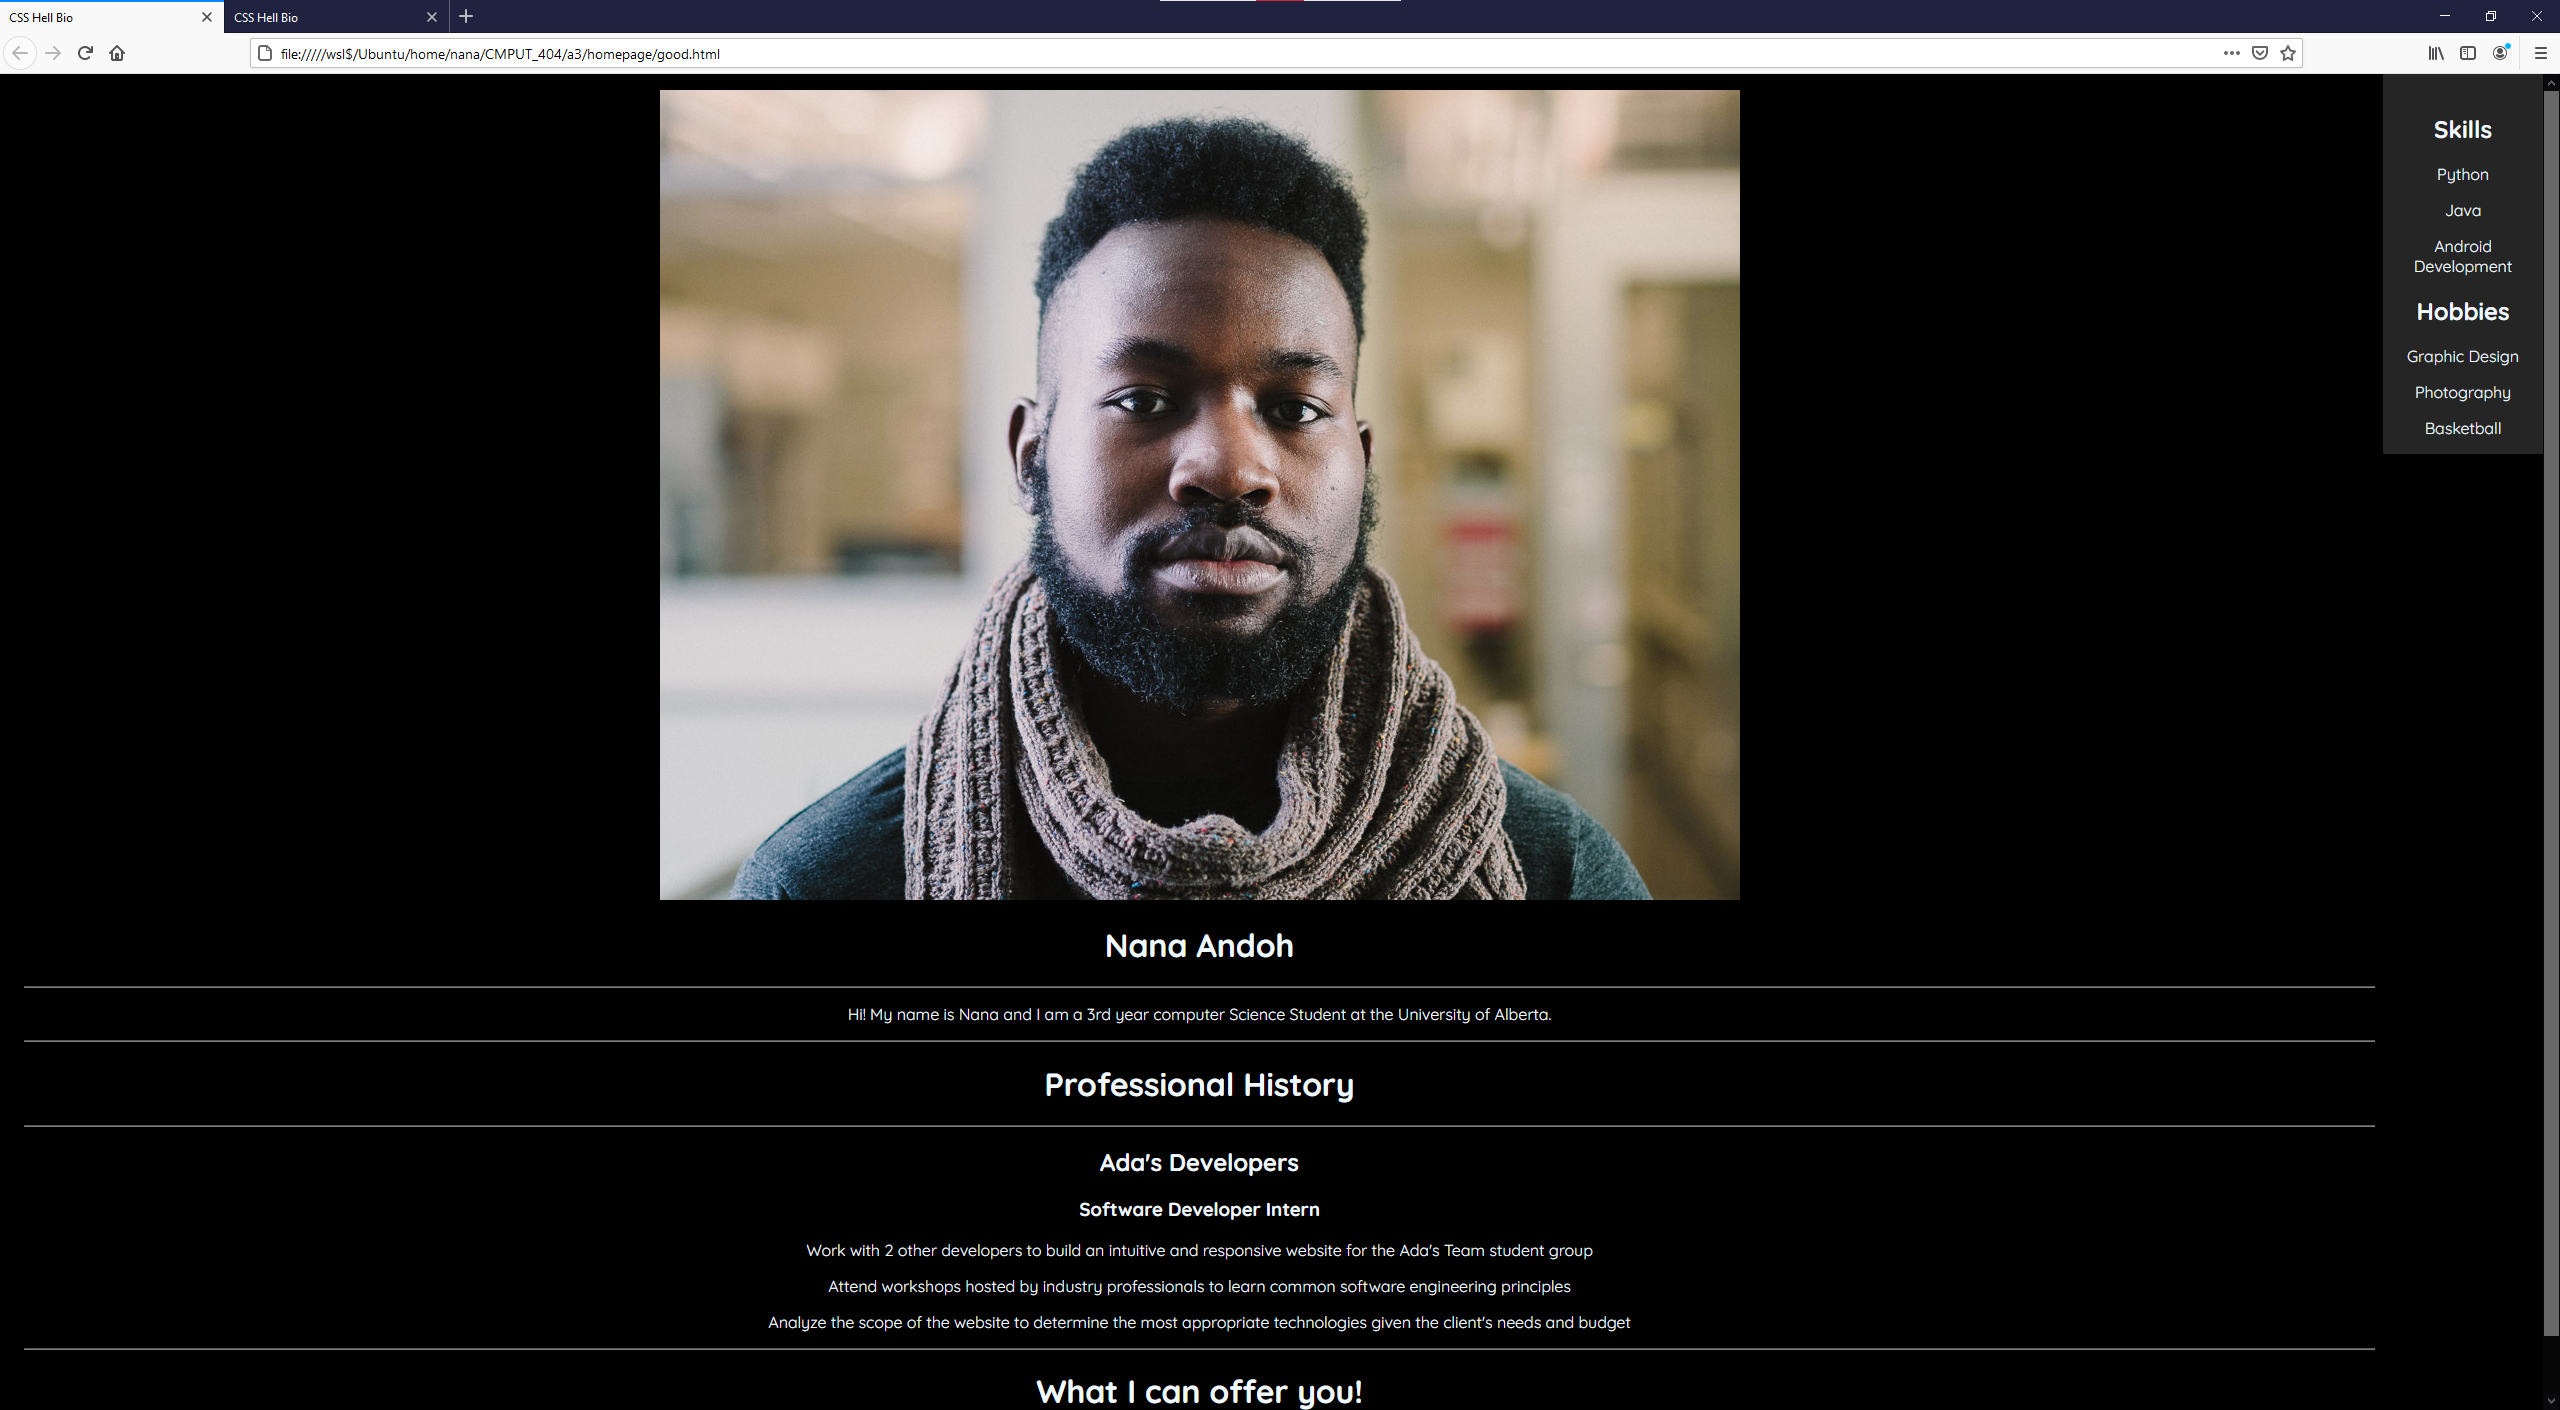 CSS Hell Bio
CSS Hell Bio
file://///wsl$/Ubuntu/home/nana/CMPUT_404/a3/homepage/good.html
Skills
Python
Java
Android
Development
Hobbies
Graphic Design
Photography
Basketball
Nana Andoh
Hi! My name is Nana and I am a 3rd year computer Science Student at the University of Alberta.
Professional History
Ada's Developers
Software Developer Intern
Work with 2 other developers to build an intuitive and responsive website for the Ada's Team student group
Attend workshops hosted by industry professionals to learn common software engineering principles
Analyze the scope of the website to determine the most appropriate technologies given the client's needs and budget
What I can offer you!